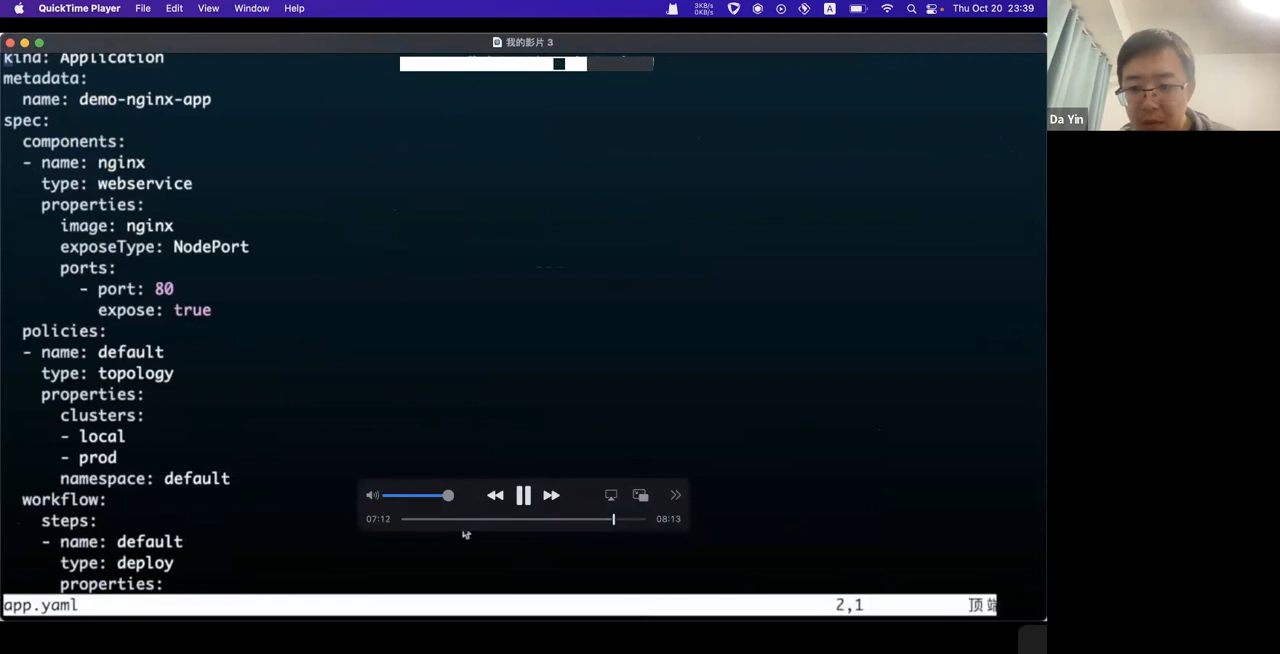 QuickTime Player File Edit View Window Help 3KB/s 0KB/s A Thu Oct 20 23:39
我的影片 3
kind: Application
metadata:
name: demo-nginx-app
spec:
components:
- name: nginx
type: webservice
properties:
image: nginx
exposeType: NodePort
ports:
- port: 80
expose: true
policies:
- name: default
type: topology
properties:
clusters:
- local
- prod
namespace: default
workflow:
steps:
- name: default
type: deploy
properties:
app.yaml 2,1 顶端
07:12 08:13
Da Yin